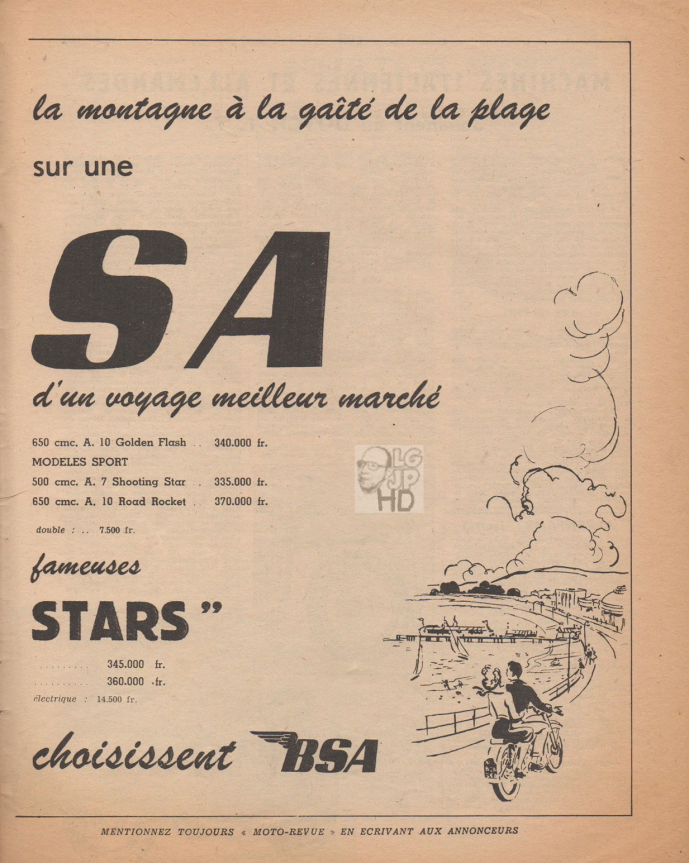 la montagne à la gaîté de la plage
sur une
SA
d'un voyage meilleur marché
650 cmc. A. 10 Golden Flash .. 340.000 fr.
MODELES SPORT
500 cmc. A. 7 Shooting Star .. 335.000 fr.
650 cmc. A. 10 Road Rocket . 370.000 fr.
double : .. 7.500 fr.
LG
JP
HD
fameuses
STARS”
.......... 345.000 fr.
.......... 360.000 fr.
électrique : 14.500 fr.
choisissent BSA
MENTIONNEZ TOUJOURS « MOTO-REVUE » EN ECRIVANT AUX ANNONCEURS